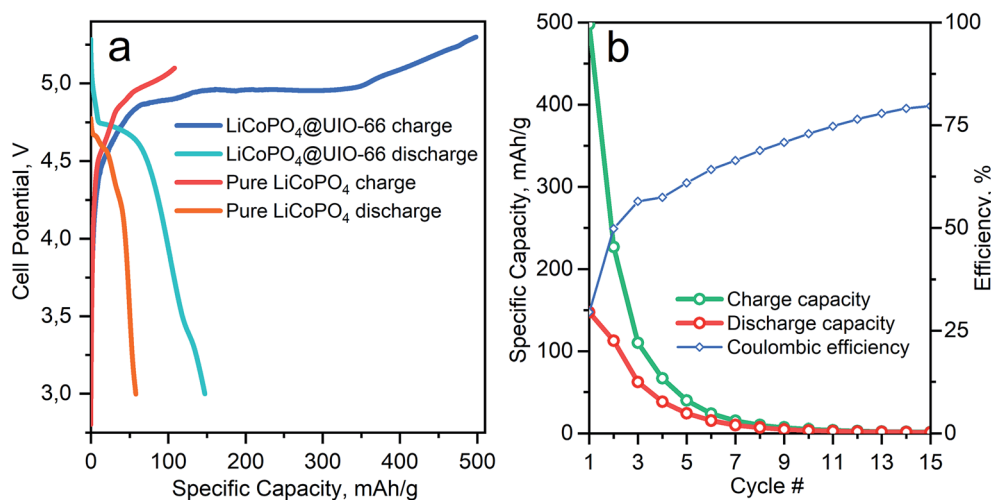 a
Cell Potential, V
5.0
4.5
4.0
3.5
3.0
LiCoPO₄@UIO-66 charge
LiCoPO₄@UIO-66 discharge
Pure LiCoPO₄ charge
Pure LiCoPO₄ discharge
0 100 200 300 400 500
Specific Capacity, mAh/g
b
Specific Capacity, mAh/g
500
400
300
200
100
0
Charge capacity
Discharge capacity
Coulombic efficiency
100
75
50
25
0
Efficiency, %
1 3 5 7 9 11 13 15
Cycle #